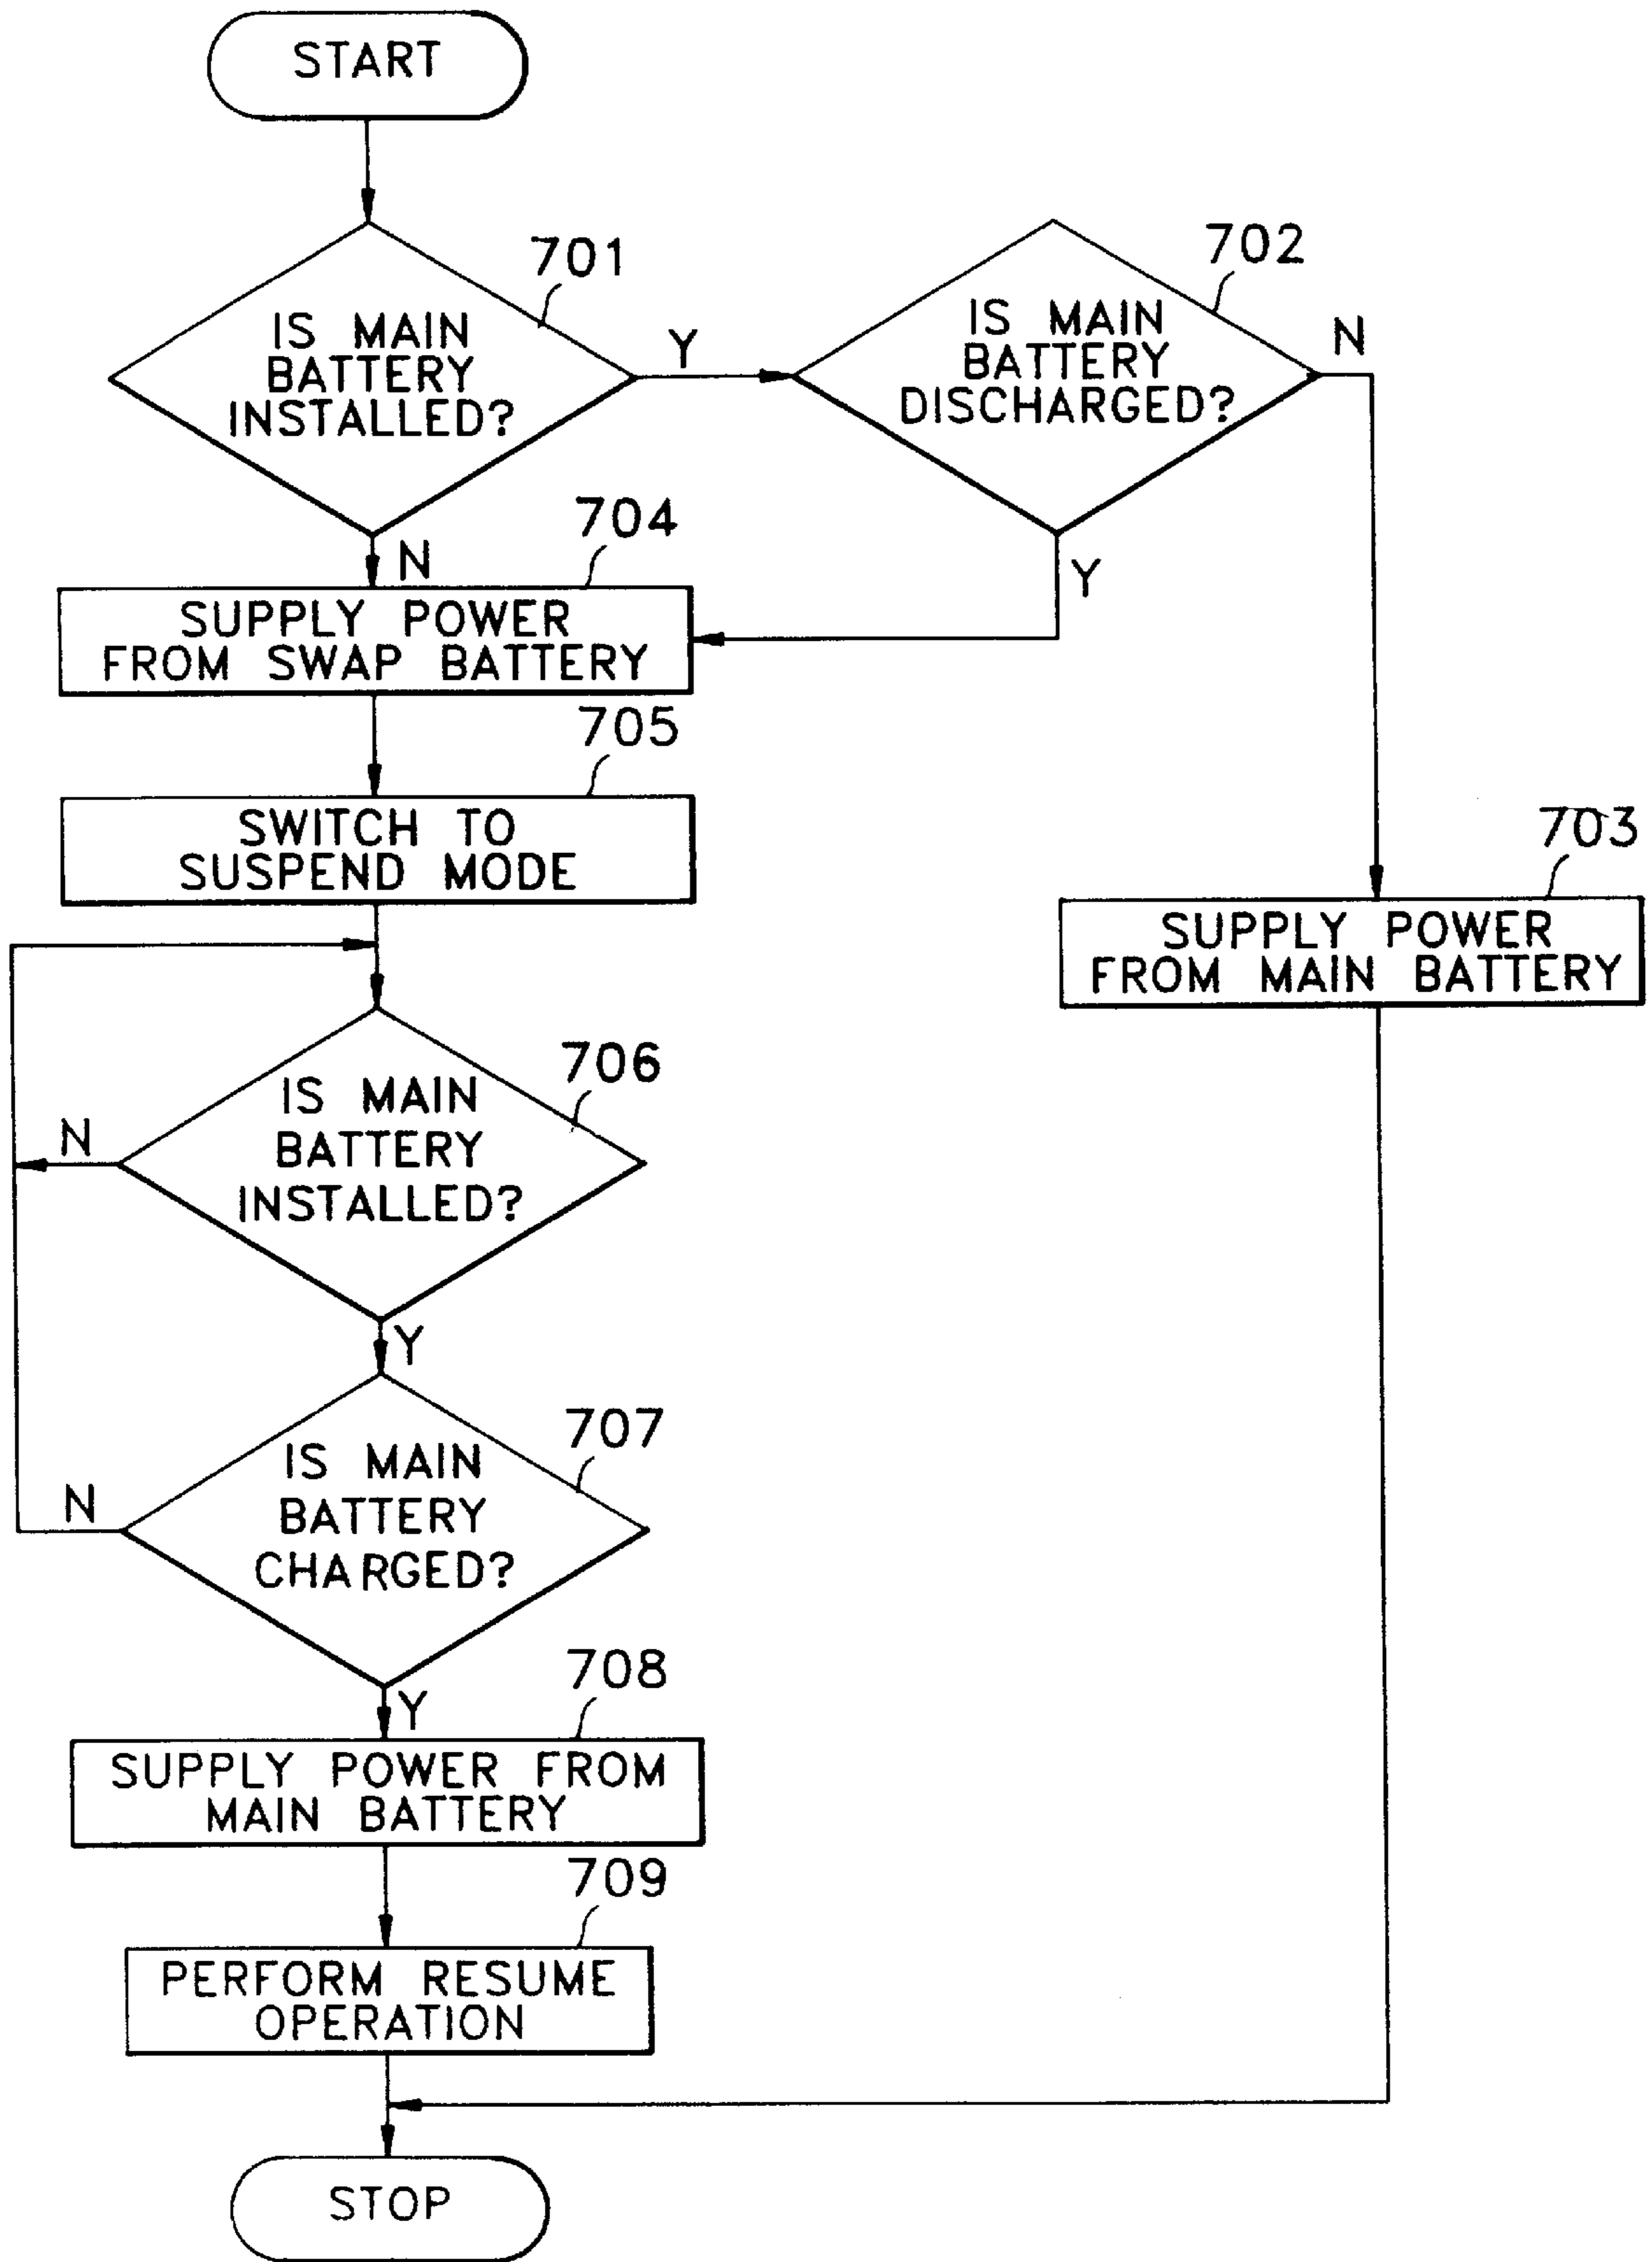 START
701
IS MAIN
BATTERY
INSTALLED?
Y
N
702
IS MAIN
BATTERY
DISCHARGED?
N
Y
704
SUPPLY POWER
FROM SWAP BATTERY
705
SWITCH TO
SUSPEND MODE
703
SUPPLY POWER
FROM MAIN BATTERY
706
IS MAIN
BATTERY
INSTALLED?
N
Y
707
IS MAIN
BATTERY
CHARGED?
N
Y
708
SUPPLY POWER FROM
MAIN BATTERY
709
PERFORM RESUME
OPERATION
STOP